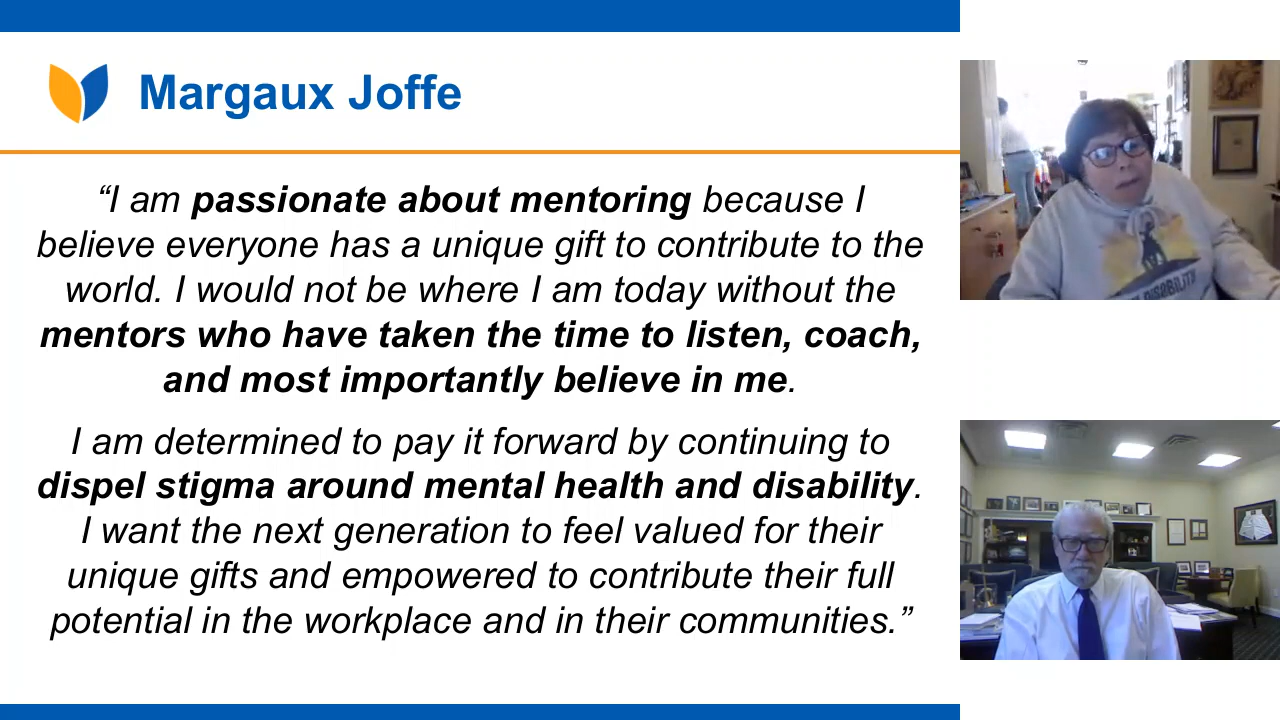 Margaux Joffe
“I am passionate about mentoring because I
believe everyone has a unique gift to contribute to the
world. I would not be where I am today without the
mentors who have taken the time to listen, coach,
and most importantly believe in me.
I am determined to pay it forward by continuing to
dispel stigma around mental health and disability.
I want the next generation to feel valued for their
unique gifts and empowered to contribute their full
potential in the workplace and in their communities.”
DISABILITY